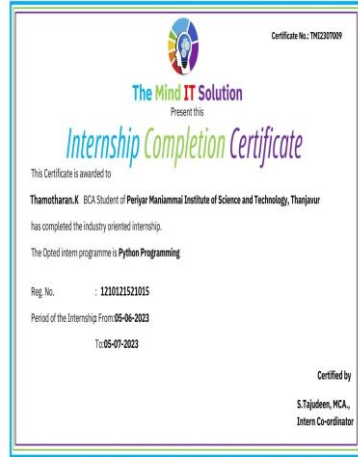 Certificate No.: TMI2307009
The Mind IT Solution
Present this
Internship Completion Certificate
This Certificate is awarded to
Thamotharan.K BCA Student of Periyar Maniammai Institute of Science and Technology, Thanjavur
has completed the industry oriented internship.
The Opted intern programme is Python Programming
Reg. No. : 1210121521015
Period of the Internship From:05-06-2023
To:05-07-2023
Certified by
S.Tajudeen, MCA.,
Intern Co-ordinator